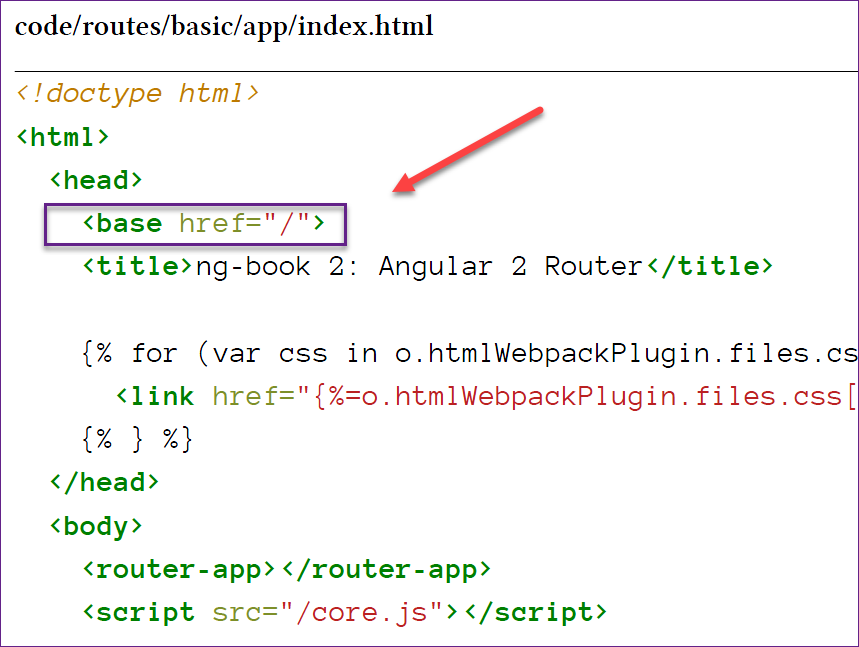 code/routes/basic/app/index.html
<!doctype html>
<html>
<head>
<base href="/">
<title>ng-book 2: Angular 2 Router</title>
{% for (var css in o.htmlWebpackPlugin.files.cs
<link href="{%=o.htmlWebpackPlugin.files.css[
{% } %}
</head>
<body>
<router-app></router-app>
<script src="/core.js"></script>